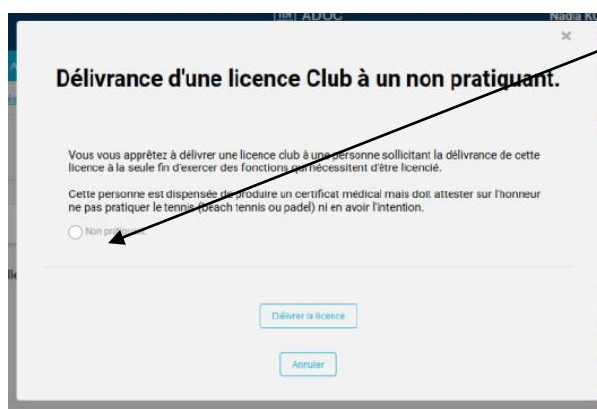 ADOC
Nadia K
×
Délivrance d'une licence Club à un non pratiquant.
Vous vous apprêtez à délivrer une licence club à une personne sollicitant la délivrance de cette
licence à la seule fin d'exercer des fonctions qui nécessitent d'être licencié.
Cette personne est dispensée de produire un certificat médical mais doit attester sur l'honneur
ne pas pratiquer le tennis (beach tennis ou padel) ni en avoir l'intention.
Non pratiquant
Délivrer la licence
Annuler